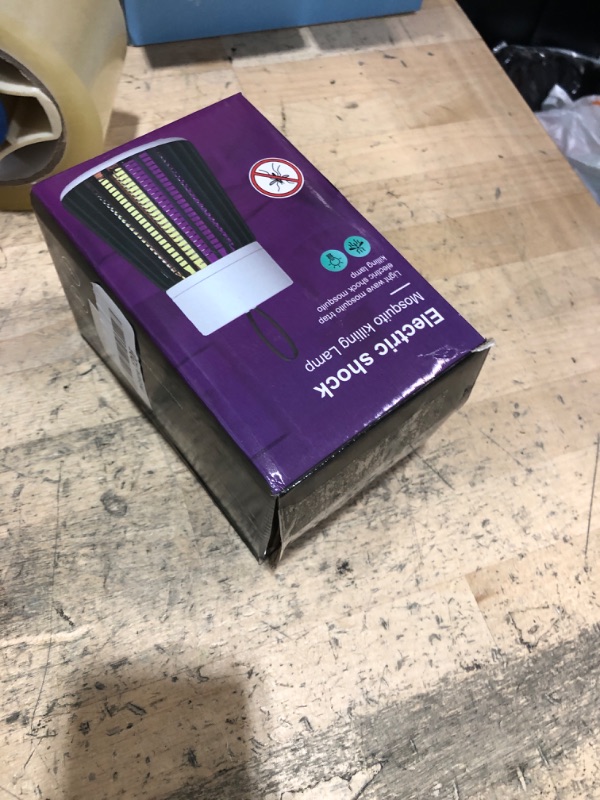 Electric shock
Mosquito Killing Lamp
Light wave mosquito trap
electric shock mosquito
killing lamp